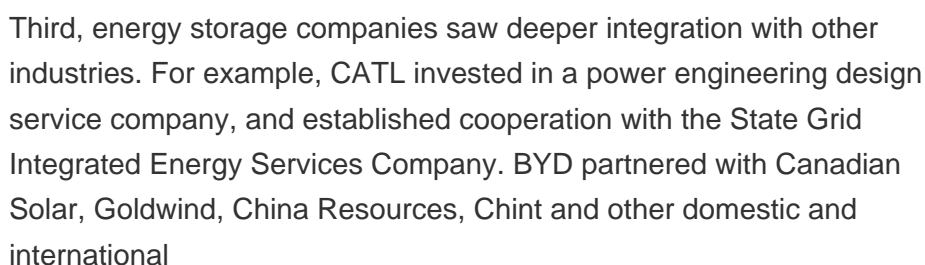 Third, energy storage companies saw deeper integration with other
industries. For example, CATL invested in a power engineering design
service company, and established cooperation with the State Grid
Integrated Energy Services Company. BYD partnered with Canadian
Solar, Goldwind, China Resources, Chint and other domestic and
international